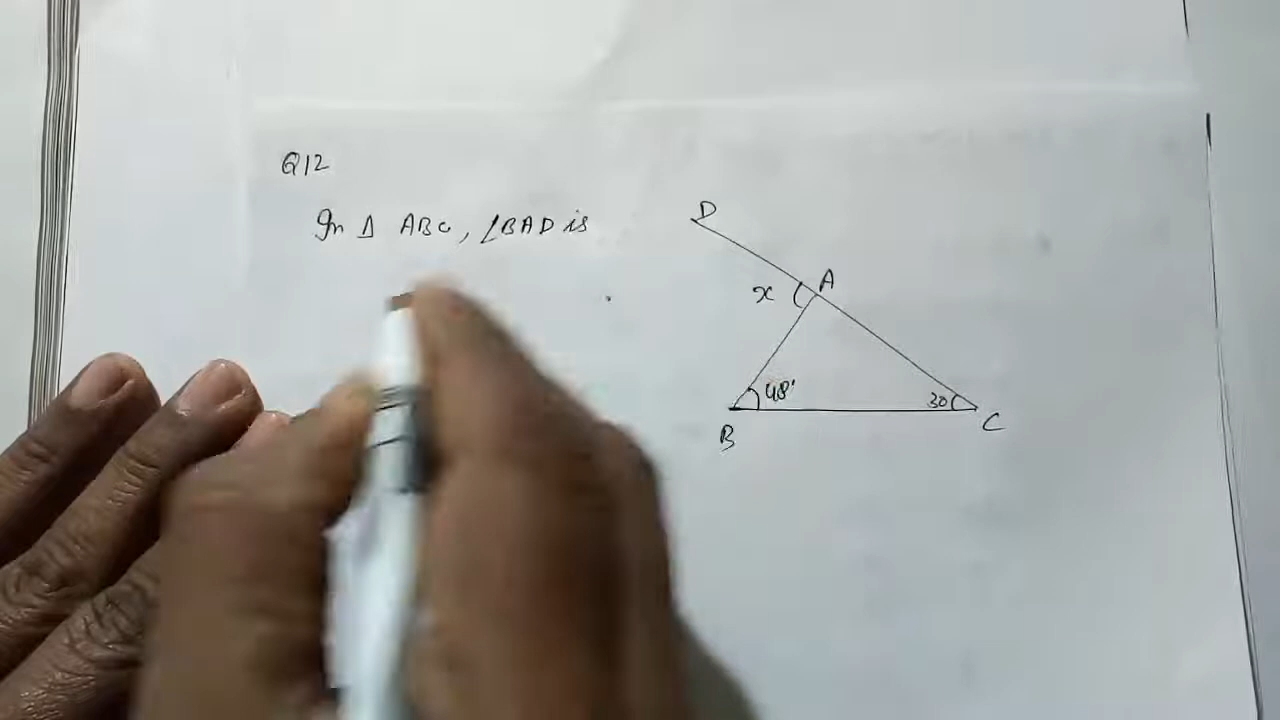 Q12
In Δ ABC, ∠BAD is
D
A
x
48°
30
B
C